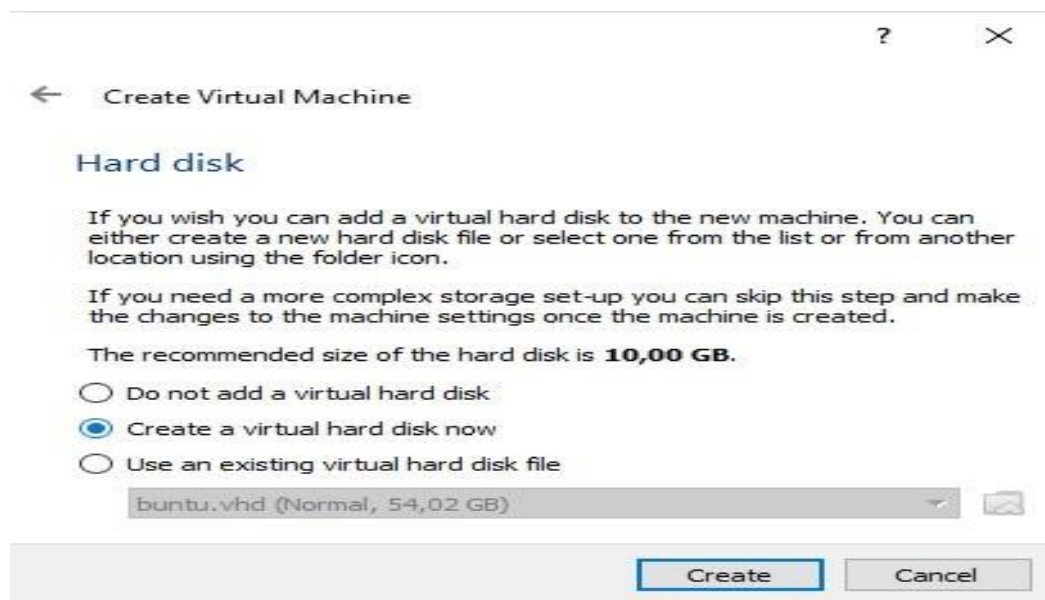 ?
Create Virtual Machine
Hard disk
If you wish you can add a virtual hard disk to the new machine. You can
either create a new hard disk file or select one from the list or from another
location using the folder icon.
If you need a more complex storage set-up you can skip this step and make
the changes to the machine settings once the machine is created.
The recommended size of the hard disk is 10,00 GB.
Do not add a virtual hard disk
Create a virtual hard disk now
Use an existing virtual hard disk file
buntu.vhd (Normal, 54,02 GB)
Create Cancel